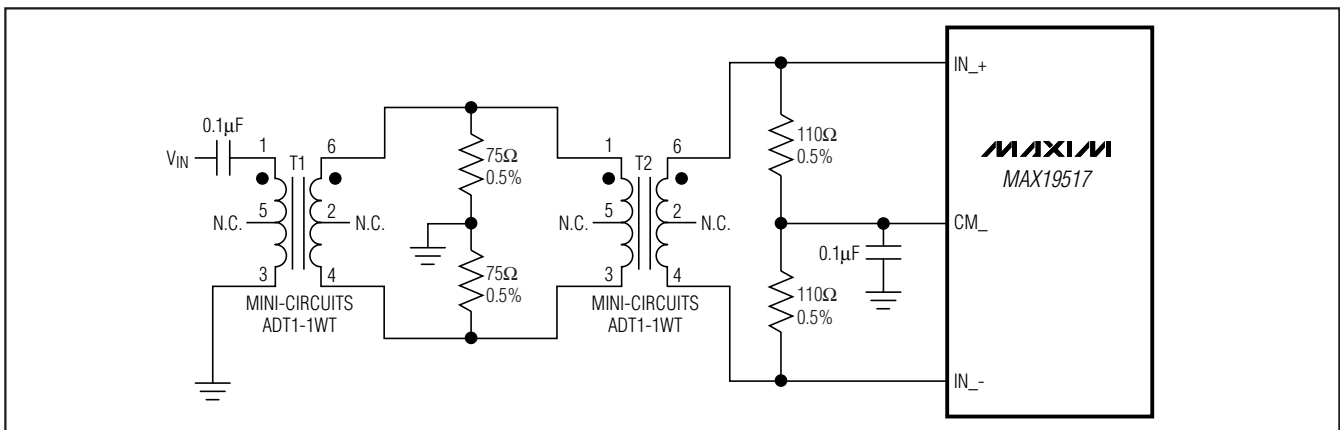 IN_+
0.1μF
110Ω
0.5%
MAXIM
MAX19517
VIN
1
T1
6
75Ω
0.5%
1
T2
6
N.C.
5
2
N.C.
N.C.
5
2
N.C.
CM_
0.1μF
3
4
75Ω
0.5%
3
4
110Ω
0.5%
MINI-CIRCUITS
ADT1-1WT
MINI-CIRCUITS
ADT1-1WT
IN_-